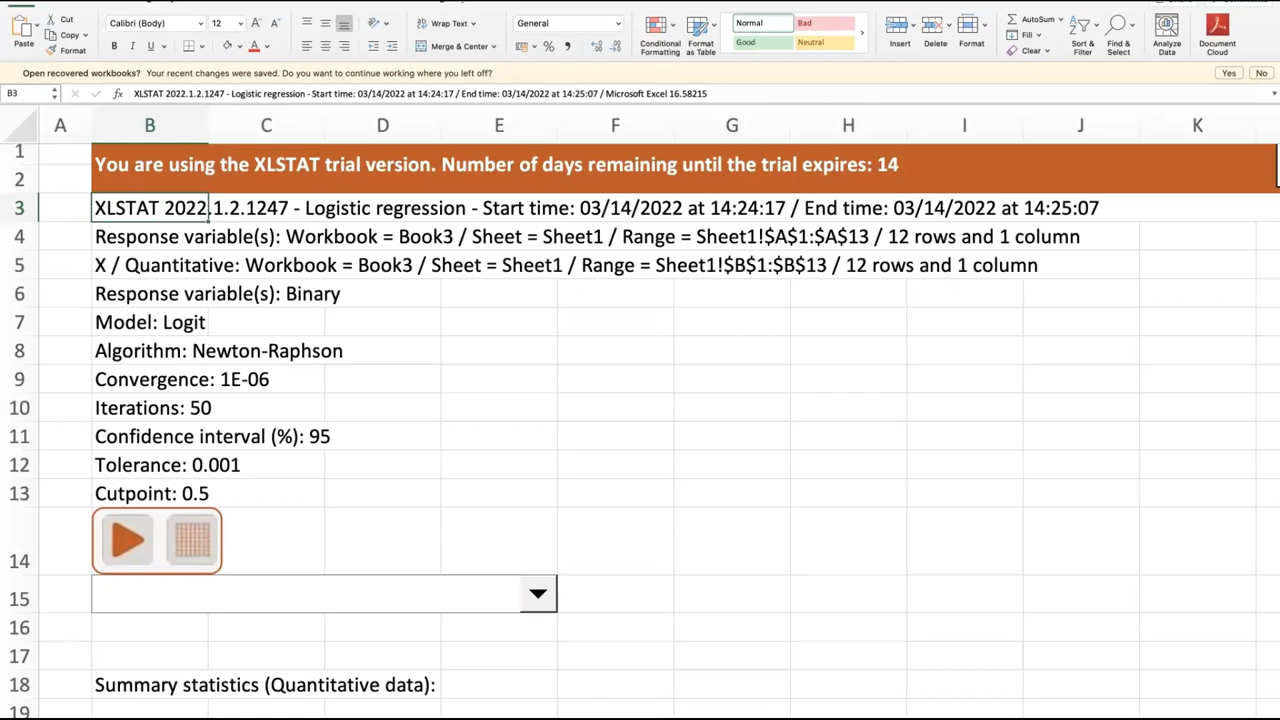 Cut
Copy
Format
Paste
Calibri (Body)
12
B I U
A
Wrap Text
Merge & Center
General
Conditional
Formatting
Format
as Table
Normal
Bad
Good
Neutral
Insert
Delete
Format
AutoSum
Fill
Clear
Sort &
Filter
Find &
Select
Analyze
Data
Document
Cloud
Open recovered workbooks? Your recent changes were saved. Do you want to continue working where you left off?
Yes
No
B3
fx
XLSTAT 2022.1.2.1247 - Logistic regression - Start time: 03/14/2022 at 14:24:17 / End time: 03/14/2022 at 14:25:07 / Microsoft Excel 16.58215
A B C D E F G H I J K
1
You are using the XLSTAT trial version. Number of days remaining until the trial expires: 14
2
3 XLSTAT 2022.1.2.1247 - Logistic regression - Start time: 03/14/2022 at 14:24:17 / End time: 03/14/2022 at 14:25:07
4 Response variable(s): Workbook = Book3 / Sheet = Sheet1 / Range = Sheet1!$A$1:$A$13 / 12 rows and 1 column
5 X / Quantitative: Workbook = Book3 / Sheet = Sheet1 / Range = Sheet1!$B$1:$B$13 / 12 rows and 1 column
6 Response variable(s): Binary
7 Model: Logit
8 Algorithm: Newton-Raphson
9 Convergence: 1E-06
10 Iterations: 50
11 Confidence interval (%): 95
12 Tolerance: 0.001
13 Cutpoint: 0.5
14
15
16
17
18 Summary statistics (Quantitative data):
19